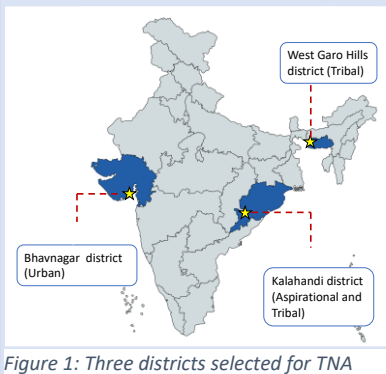 West Garo Hills
district (Tribal)
Bhavnagar district
(Urban)
Kalahandi district
(Aspirational and
Tribal)
Figure 1: Three districts selected for TNA